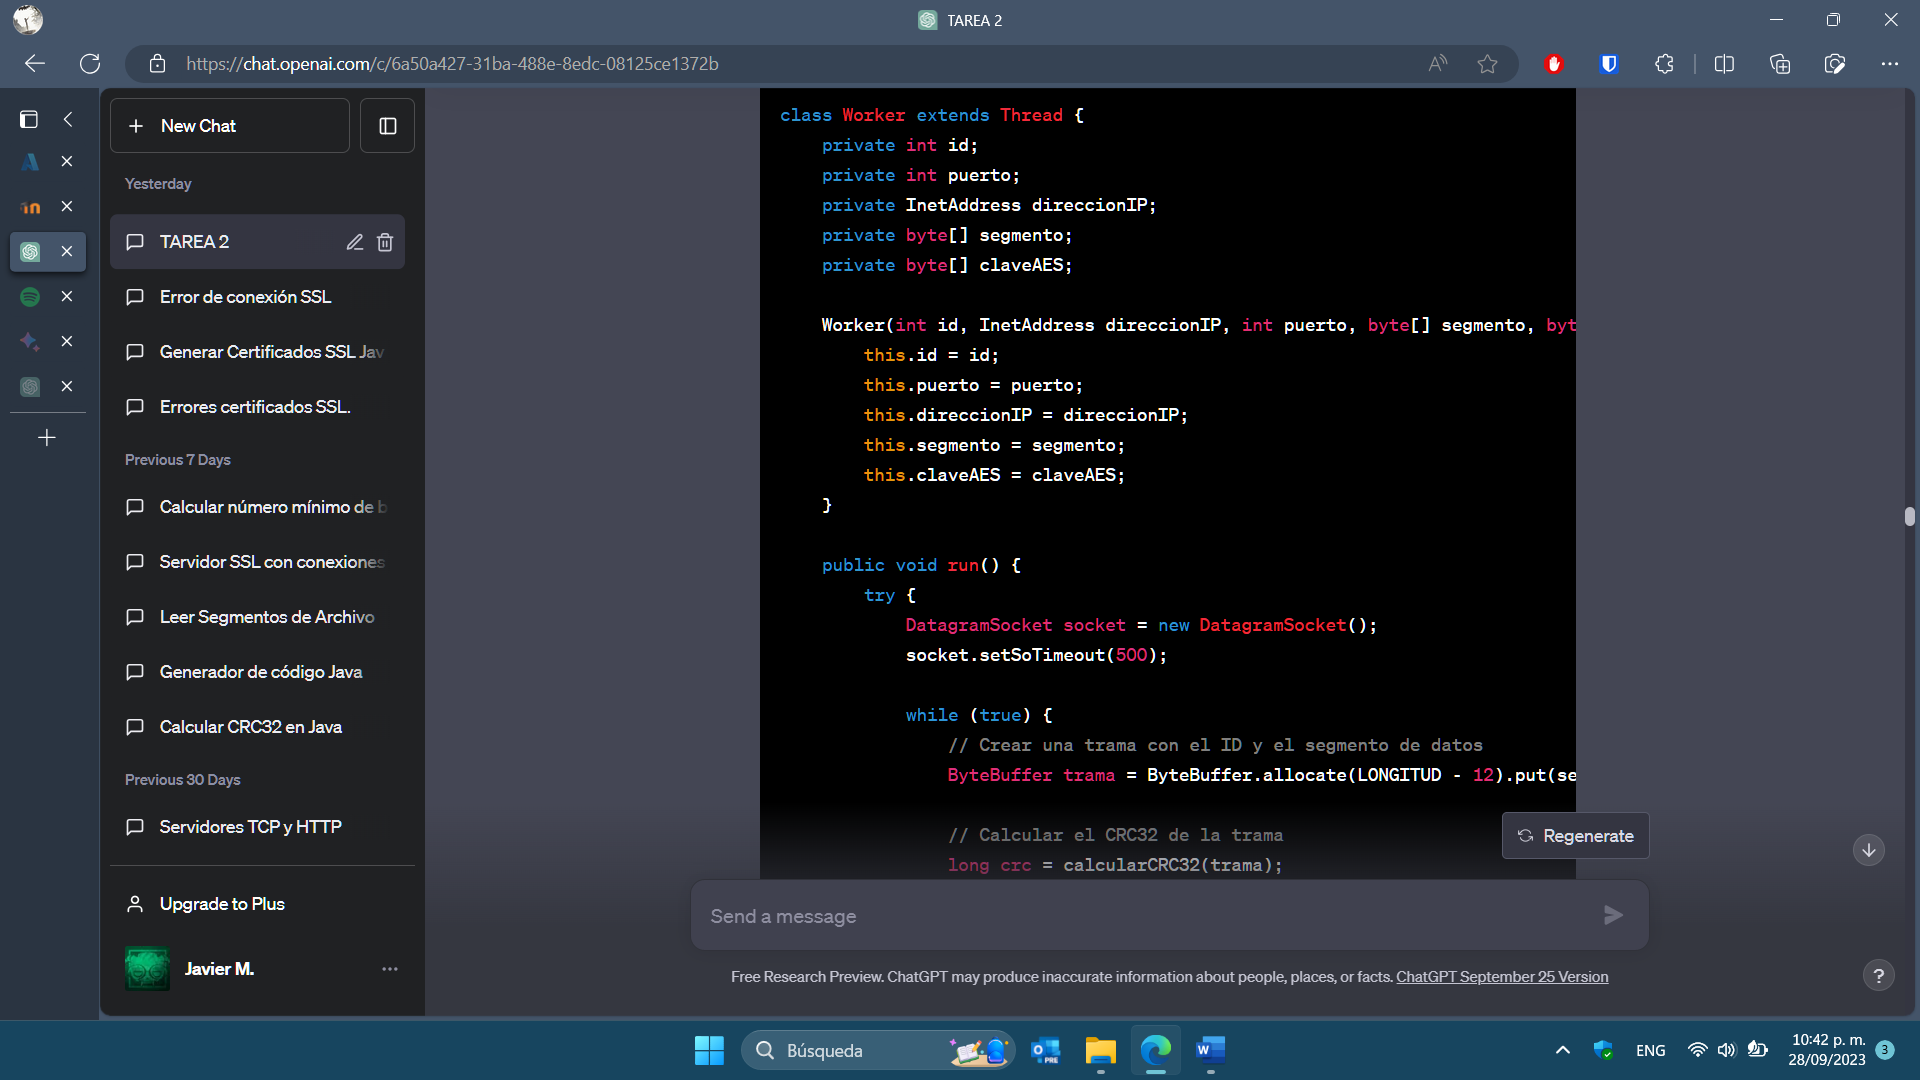 TAREA 2
https://chat.openai.com/c/6a50a427-31ba-488e-8edc-08125ce1372b
New Chat
Yesterday
TAREA 2
Error de conexión SSL
Generar Certificados SSL Jav
Errores certificados SSL.
Previous 7 Days
Calcular número mínimo de b
Servidor SSL con conexiones
Leer Segmentos de Archivo
Generador de código Java
Calcular CRC32 en Java
Previous 30 Days
Servidores TCP y HTTP
Upgrade to Plus
Javier M.
class Worker extends Thread {
private int id;
private int puerto;
private InetAddress direccionIP;
private byte[] segmento;
private byte[] claveAES;
Worker(int id, InetAddress direccionIP, int puerto, byte[] segmento, byt
this.id = id;
this.puerto = puerto;
this.direccionIP = direccionIP;
this.segmento = segmento;
this.claveAES = claveAES;
}
public void run() {
try {
DatagramSocket socket = new DatagramSocket();
socket.setSoTimeout(500);
while (true) {
// Crear una trama con el ID y el segmento de datos
ByteBuffer trama = ByteBuffer.allocate(LONGITUD - 12).put(se
// Calcular el CRC32 de la trama
long crc = calcularCRC32(trama);
Regenerate
Send a message
Free Research Preview. ChatGPT may produce inaccurate information about people, places, or facts. ChatGPT September 25 Version
?
Búsqueda
ENG
10:42 p. m.
28/09/2023
3